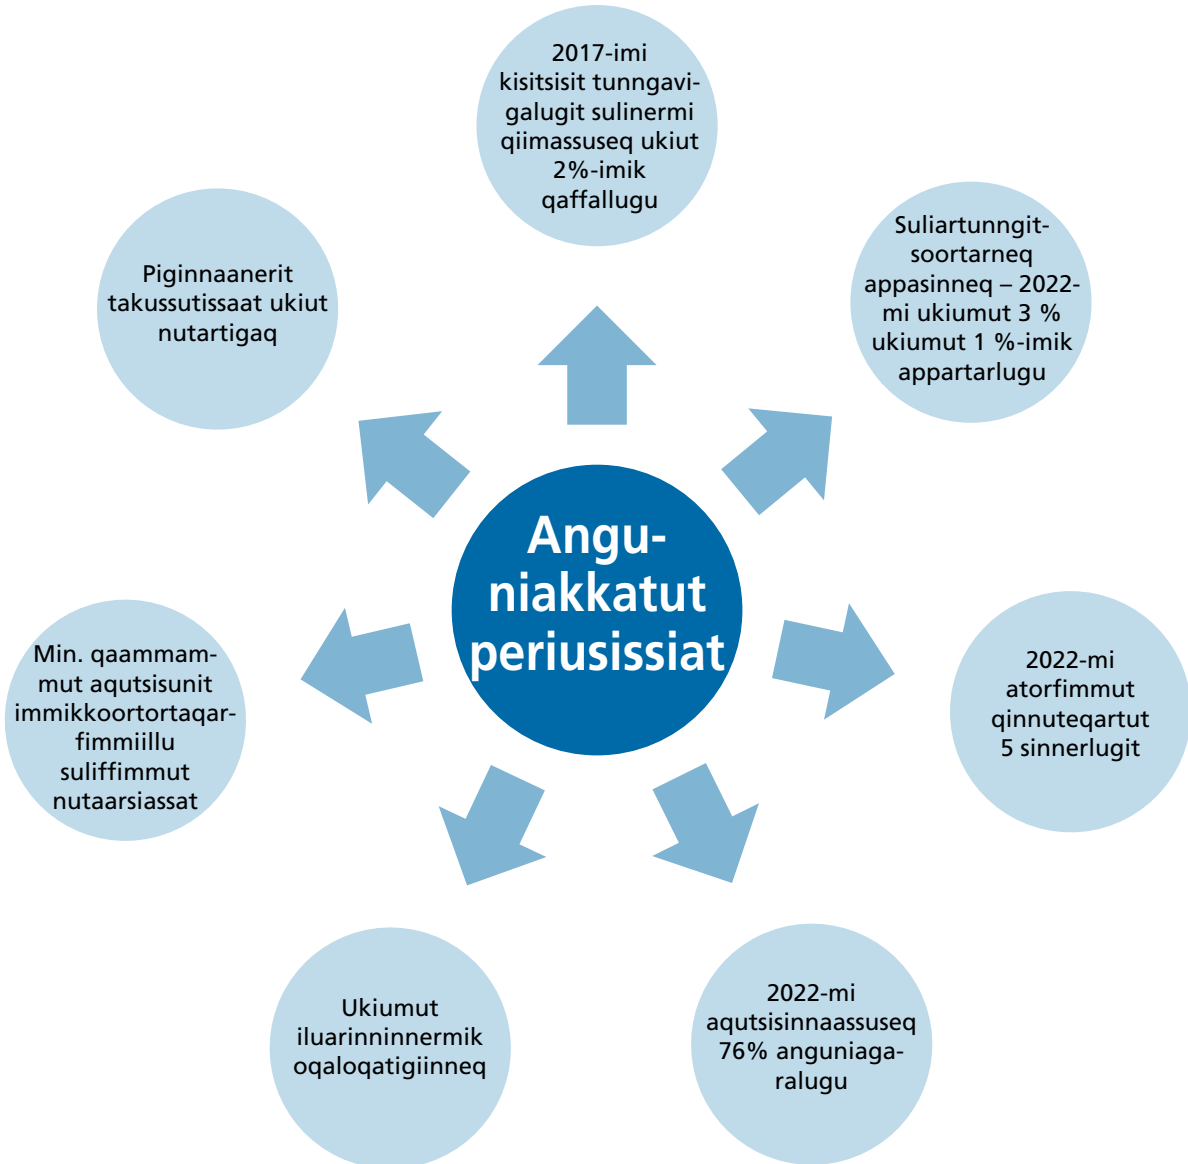 2017-imi
kisitsisit tunngavi-
galugit sulinermi
qiimassuseq ukiut
2%-imik
qaffallugu
Suliartunngit-
soortarneq
appasinneq – 2022-
mi ukiumut 3 %
ukiumut 1 %-imik
appartarlugu
2022-mi
atorfimmut
qinnuteqartut
5 sinnerlugit
2022-mi
aqutsisinnaassuseq
76% anguniaga-
ralugu
Ukiumut
iluarinninnermik
oqaloqatigiinneq
Min. qaammam-
mut aqutsisunit
immikkoortortaqar-
fimmiillu
suliffimmut
nutaarsiassat
Piginnaanerit
takussutissaat ukiut
nutartigaq
Angu-
niakkatut
periusissiat